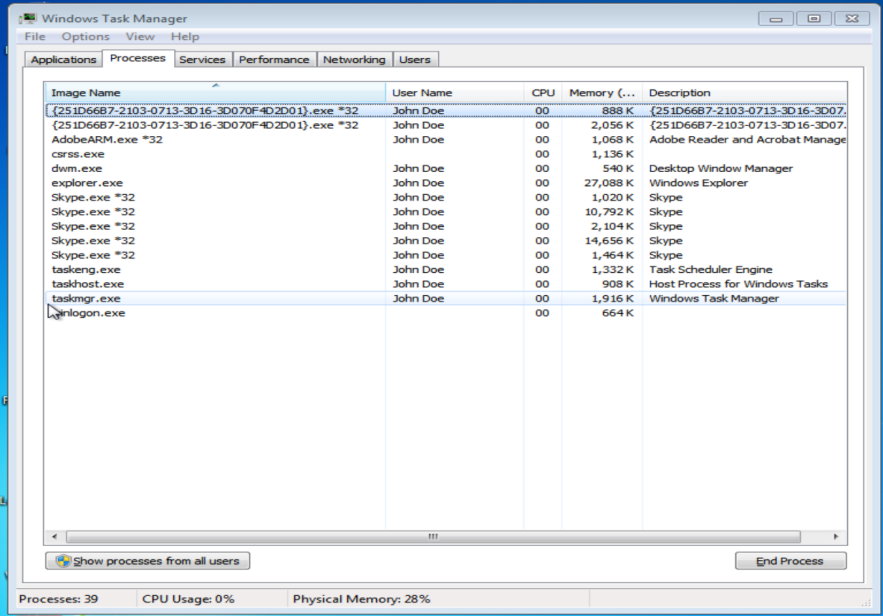 Windows Task Manager
File Options View Help
Applications Processes Services Performance Networking Users
Image Name User Name CPU Memory (... Description
{251D66B7-2103-0713-3D16-3D070F4D2D01}.exe *32 John Doe 00 888 K {251D66B7-2103-0713-3D16-3D07.
{251D66B7-2103-0713-3D16-3D070F4D2D01}.exe *32 John Doe 00 2,056 K {251D66B7-2103-0713-3D16-3D07.
AdobeARM.exe *32 John Doe 00 1,068 K Adobe Reader and Acrobat Manage
csrss.exe 00 1,136 K
dwm.exe John Doe 00 540 K Desktop Window Manager
explorer.exe John Doe 00 27,088 K Windows Explorer
Skype.exe *32 John Doe 00 1,020 K Skype
Skype.exe *32 John Doe 00 10,792 K Skype
Skype.exe *32 John Doe 00 2,104 K Skype
Skype.exe *32 John Doe 00 14,656 K Skype
Skype.exe *32 John Doe 00 1,464 K Skype
taskeng.exe John Doe 00 1,332 K Task Scheduler Engine
taskhost.exe John Doe 00 908 K Host Process for Windows Tasks
taskmgr.exe John Doe 00 1,916 K Windows Task Manager
inlogon.exe 00 664 K
Show processes from all users End Process
Processes: 39 CPU Usage: 0% Physical Memory: 28%